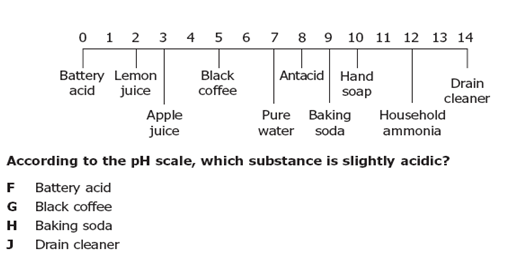 0 1 2 3 4 5 6 7 8 9 10 11 12 13 14
Battery acid
Lemon juice
Apple juice
Black coffee
Pure water
Antacid
Baking soda
Hand soap
Household ammonia
Drain cleaner
According to the pH scale, which substance is slightly acidic?
F Battery acid
G Black coffee
H Baking soda
J Drain cleaner